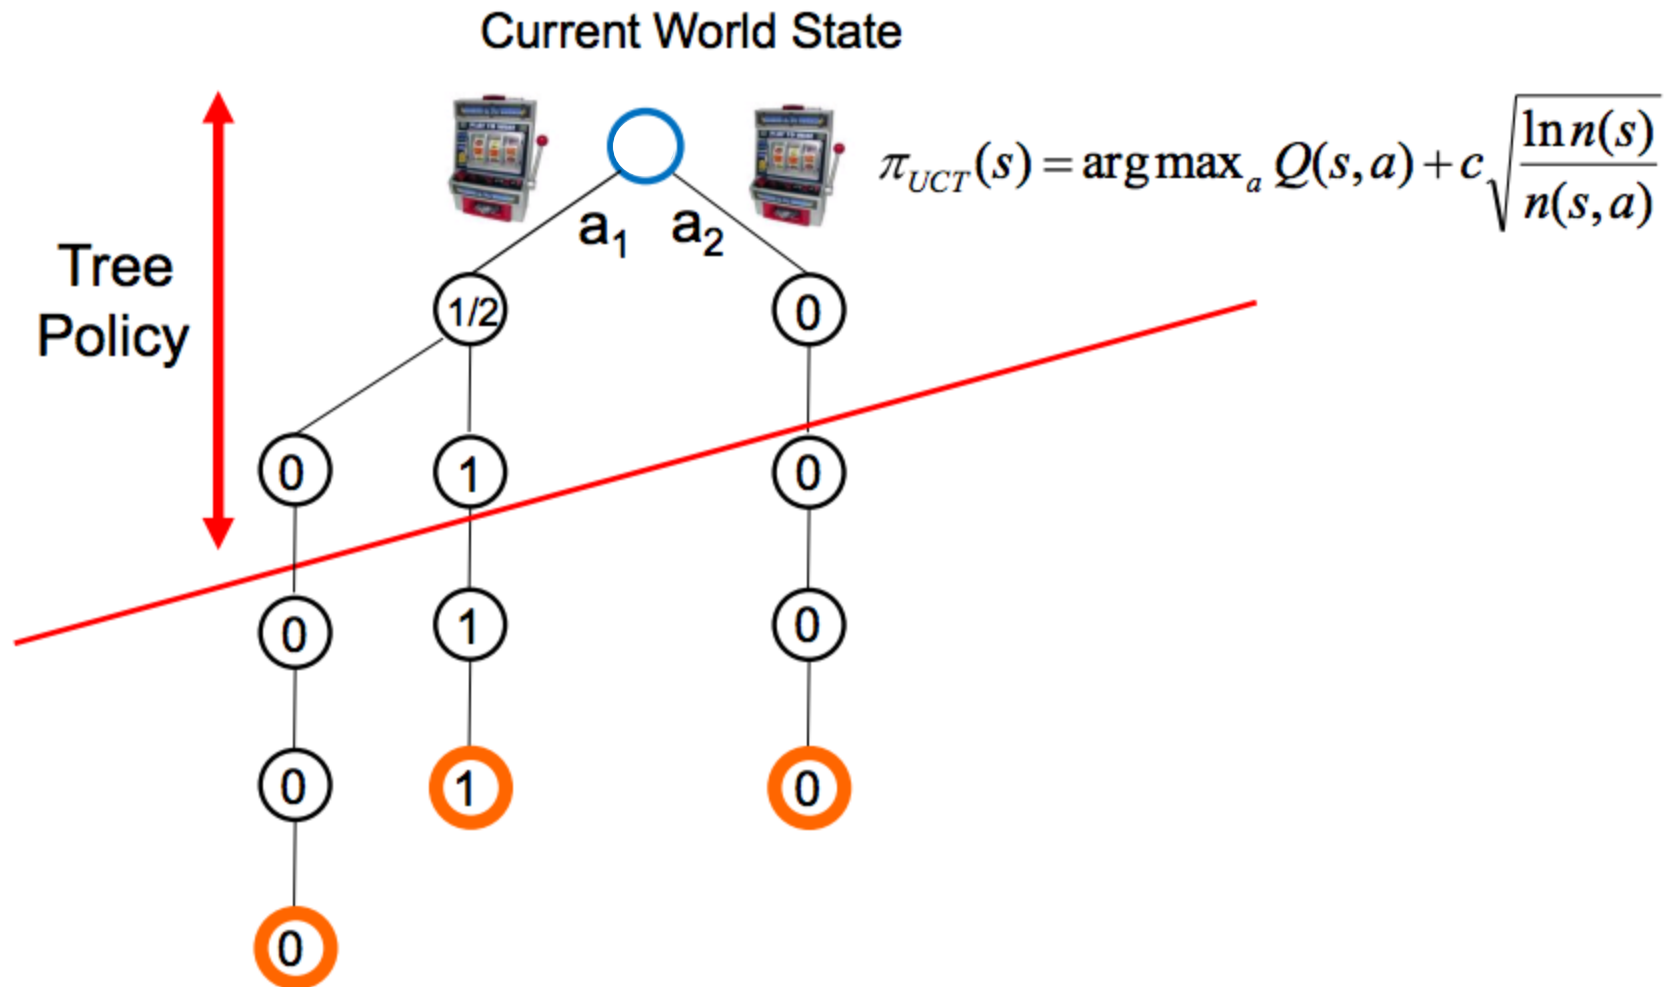 Current World State
π_UCT(s) = arg max_a Q(s,a) + c √(ln n(s) / n(s,a))
a₁ a₂
Tree
Policy
1/2 0
0 1 0
0 1 0
0 1 0
0